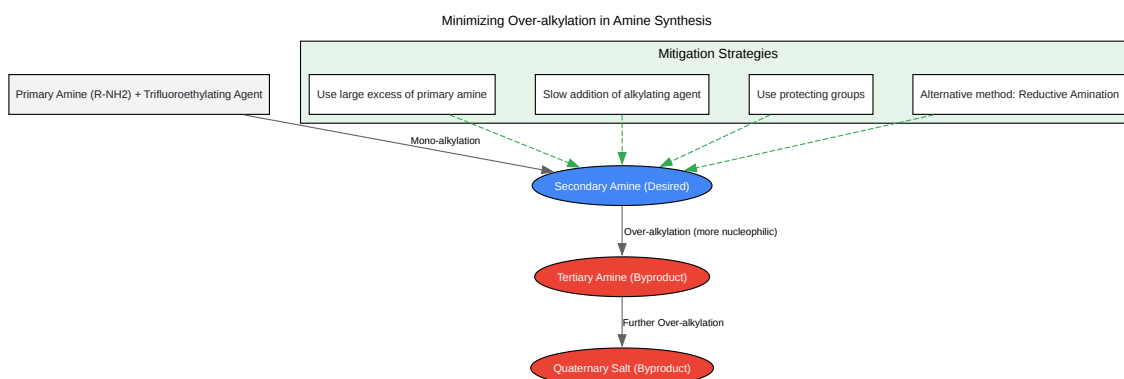 Minimizing Over-alkylation in Amine Synthesis
Mitigation Strategies
Primary Amine (R-NH2) + Trifluoroethylating Agent
Use large excess of primary amine
Slow addition of alkylating agent
Use protecting groups
Alternative method: Reductive Amination
Mono-alkylation
Secondary Amine (Desired)
Over-alkylation (more nucleophilic)
Tertiary Amine (Byproduct)
Further Over-alkylation
Quaternary Salt (Byproduct)